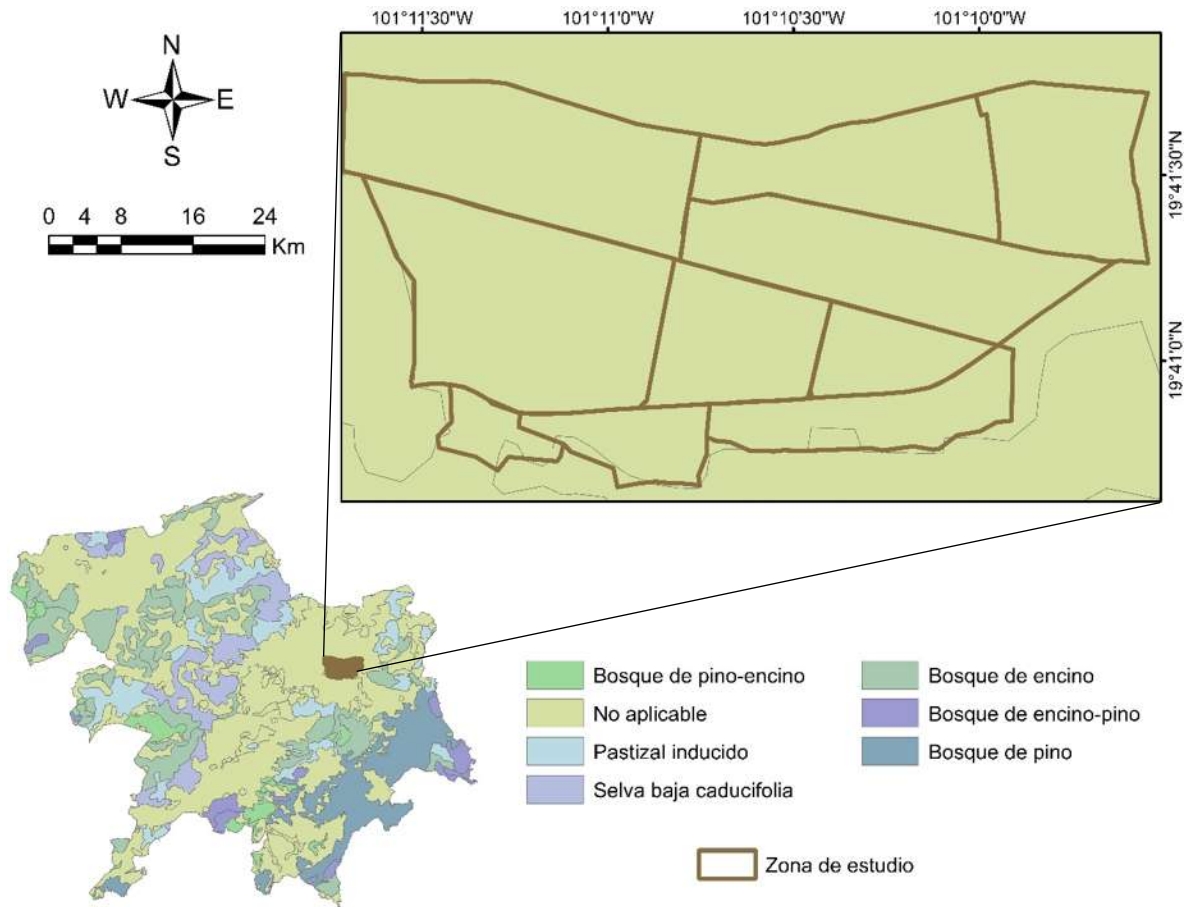 101°11'30"W 101°11'0"W 101°10'30"W 101°10'0"W
N
W E
S
19°41'30"N
0 4 8 16 24
Km
19°41'0"N
Bosque de pino-encino
Bosque de encino
No aplicable
Bosque de encino-pino
Pastizal inducido
Bosque de pino
Selva baja caducifolia
Zona de estudio